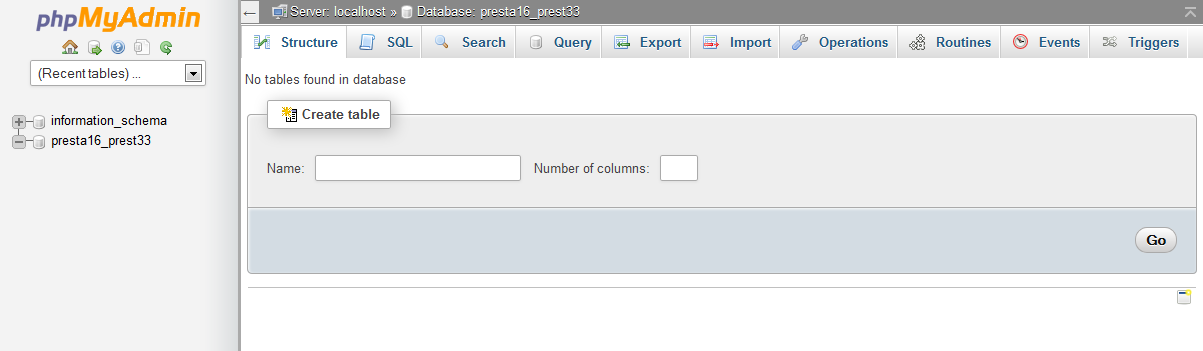 phpMyAdmin
(Recent tables) ...
information_schema
presta16_prest33
Server: localhost » Database: presta16_prest33
Structure SQL Search Query Export Import Operations Routines Events Triggers
No tables found in database
Create table
Name: Number of columns:
Go